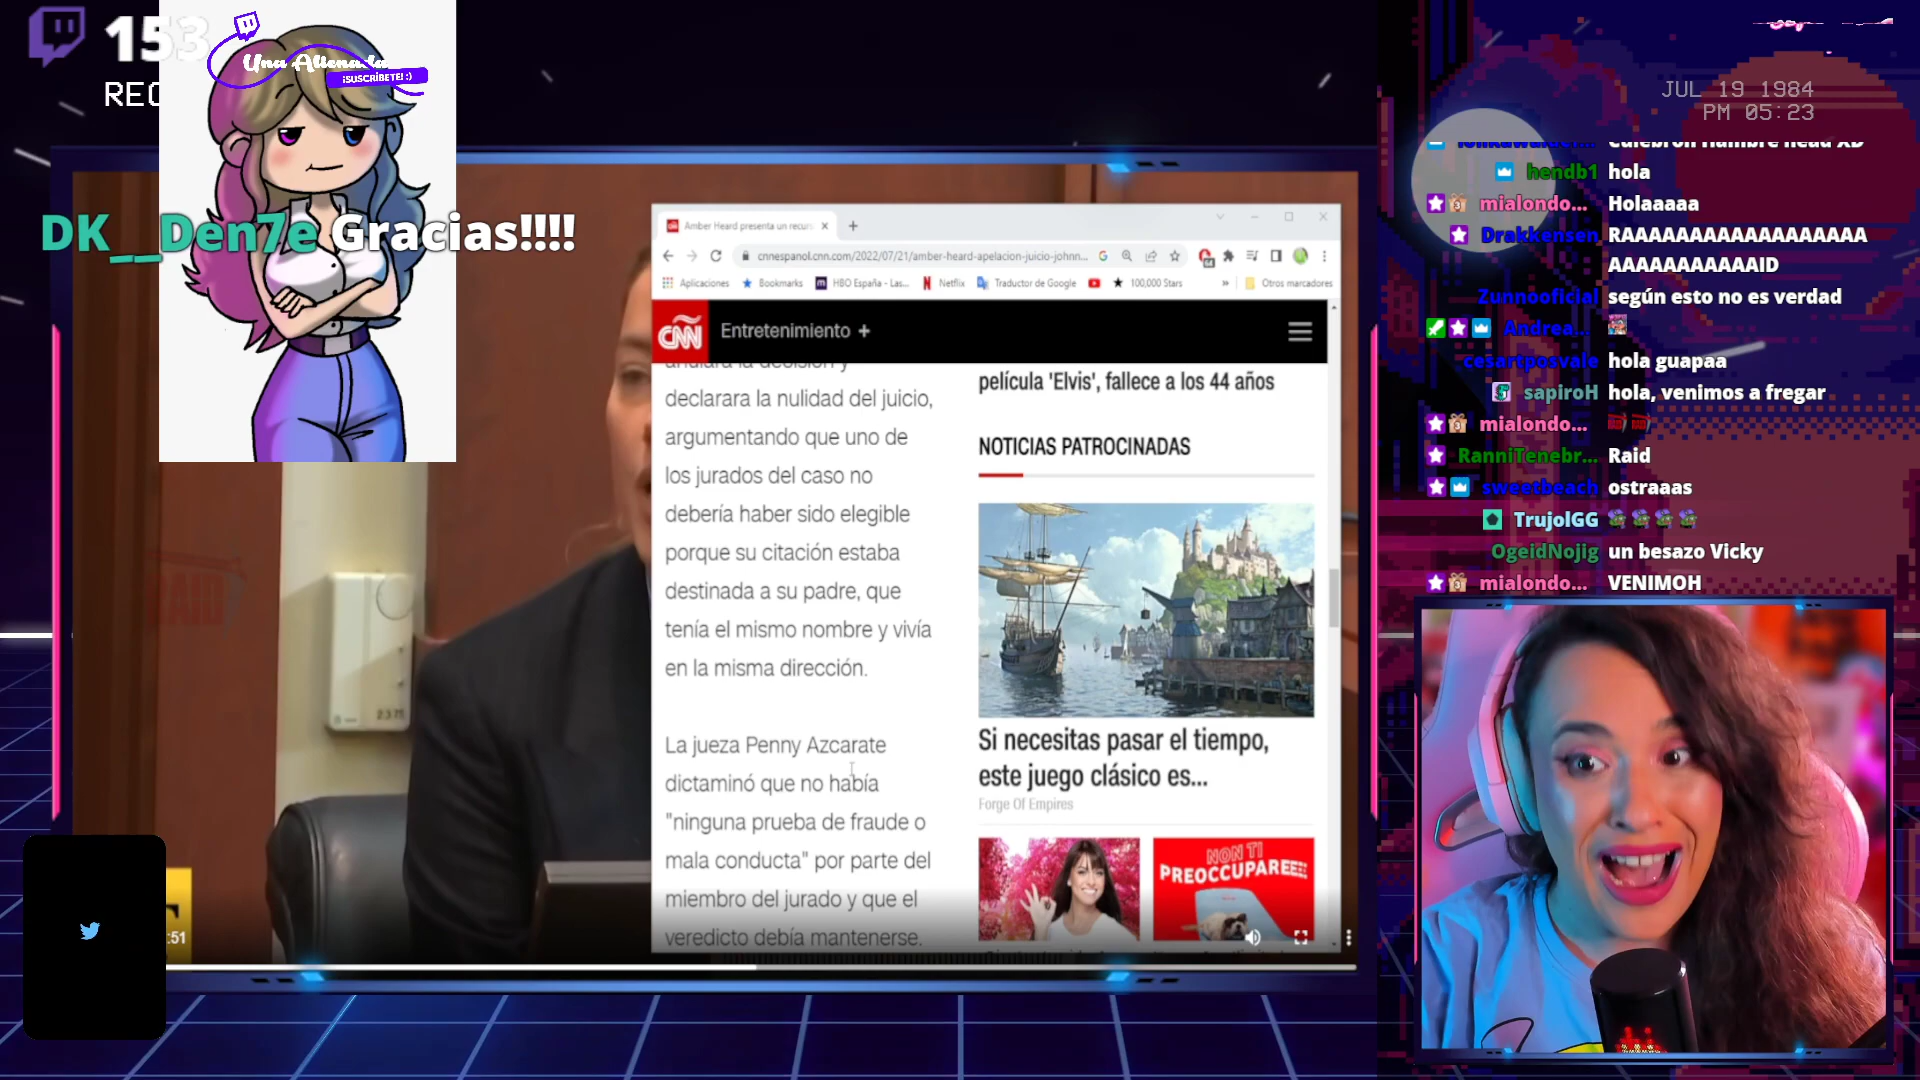 153
REC
Una Alienada
¡SUSCRÍBETE! :)
DK__Den7e Gracias!!!!
Amber Heard presenta un recur
cnnespanol.cnn.com/2022/07/21/amber-heard-apelacion-juicio-johnn...
Aplicaciones
Bookmarks
HBO España - Las...
Netflix
Traductor de Google
100,000 Stars
»
Otros marcadores
CNN
Entretenimiento +
declarara la nulidad del juicio,
argumentando que uno de
los jurados del caso no
debería haber sido elegible
porque su citación estaba
destinada a su padre, que
tenía el mismo nombre y vivía
en la misma dirección.
La jueza Penny Azcarate
dictaminó que no había
"ninguna prueba de fraude o
mala conducta" por parte del
miembro del jurado y que el
veredicto debía mantenerse.
película 'Elvis', fallece a los 44 años
NOTICIAS PATROCINADAS
Si necesitas pasar el tiempo,
este juego clásico es...
Forge Of Empires
NON TI
PREOCCUPARE!!!
RAID
2375
:51
JUL 19 1984
PM 05:23
hendb1 hola
mialondo... Holaaaaa
Drakkensen RAAAAAAAAAAAAAAAAAA
AAAAAAAAAAAAID
Zunnooficial según esto no es verdad
Andrea...
cesartposvale hola guapaa
sapiroH hola, venimos a fregar
mialondo...
RanniTenebr... Raid
sweetbeach ostraaas
TrujolGG
OgeidNojig un besazo Vicky
mialondo... VENIMOH